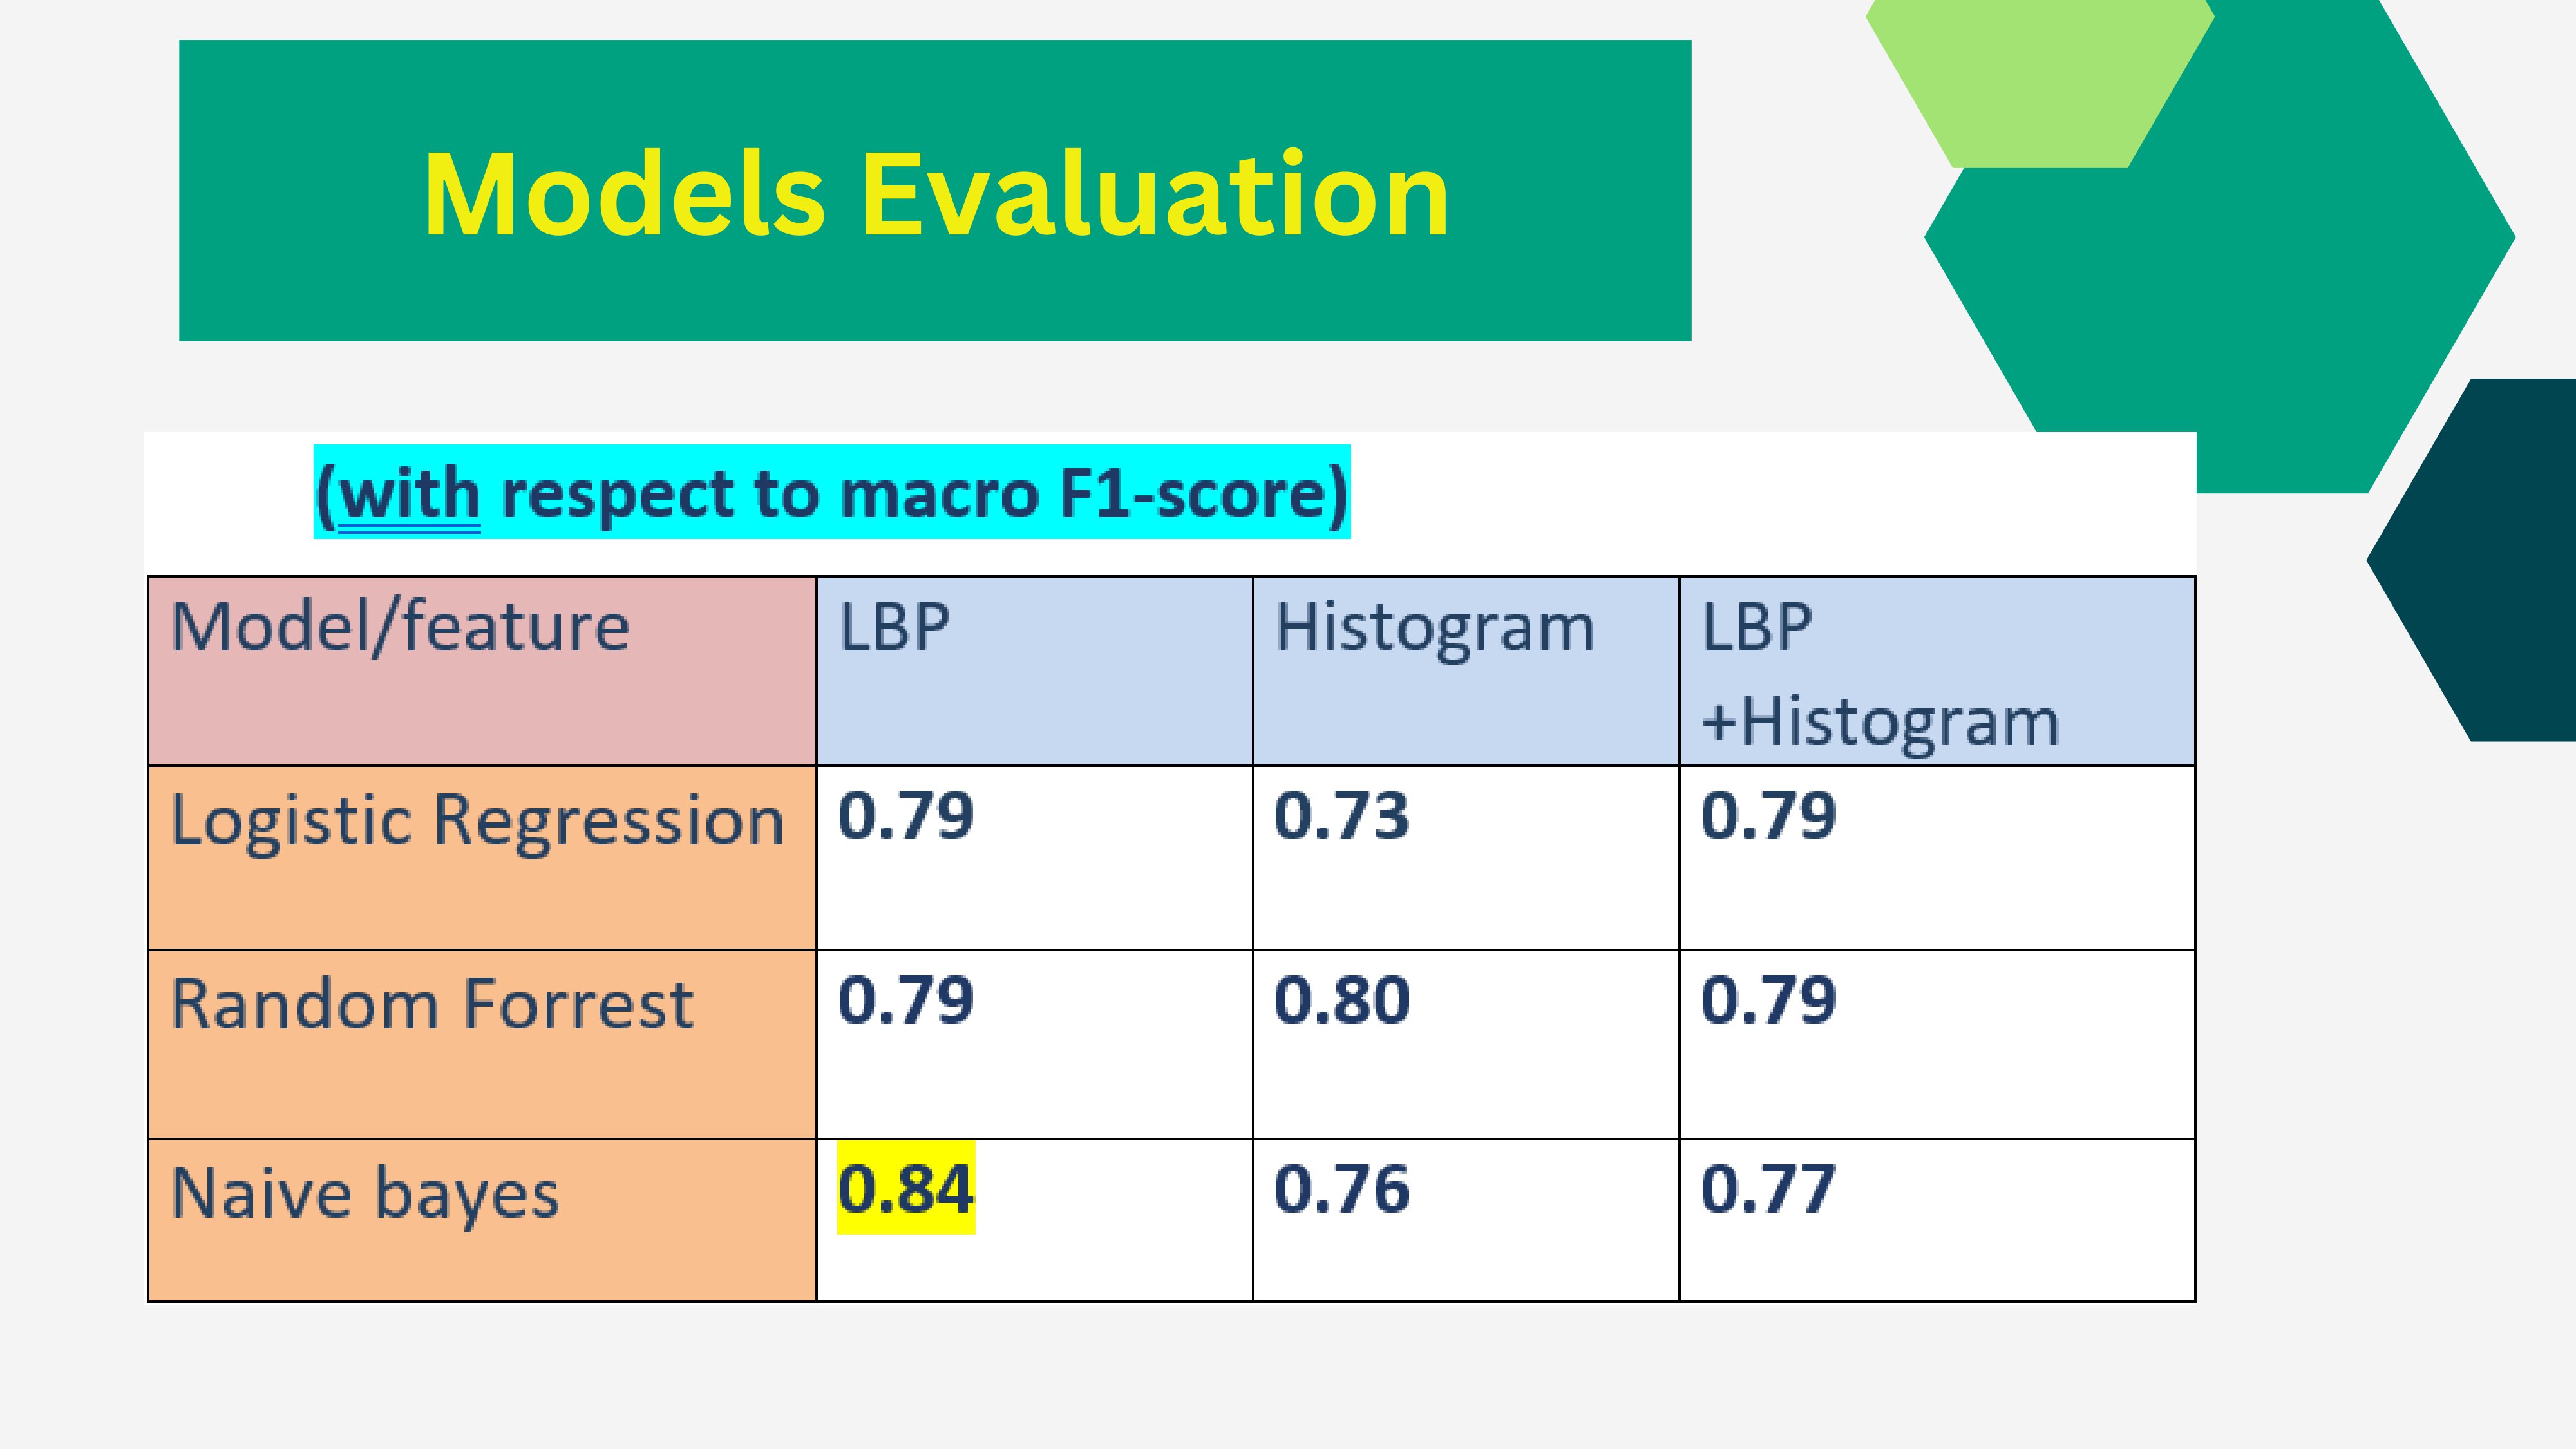 Models Evaluation
(with respect to macro F1-score)
Model/feature LBP Histogram LBP
+Histogram
Logistic Regression 0.79 0.73 0.79
Random Forrest 0.79 0.80 0.79
Naive bayes 0.84 0.76 0.77